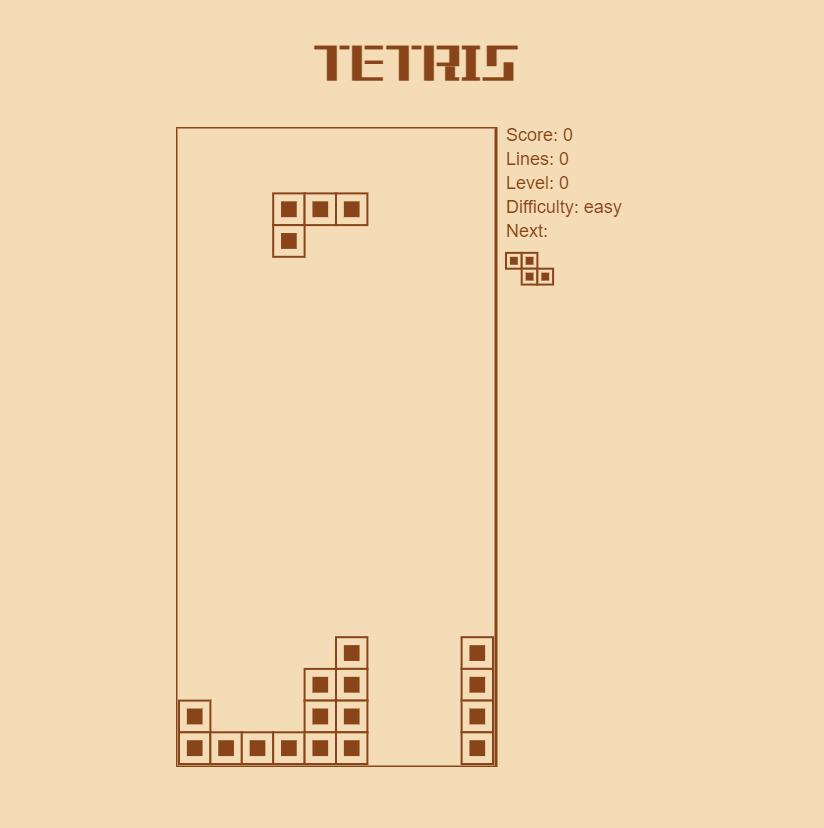 TETRIS
Score: 0
Lines: 0
Level: 0
Difficulty: easy
Next: